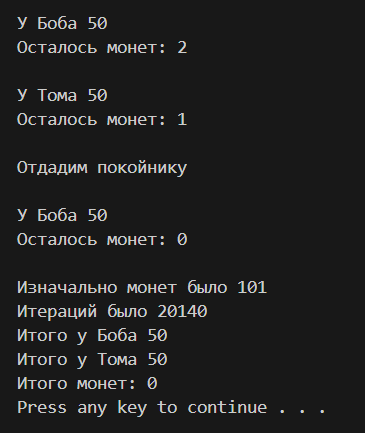 У Боба 50
Осталось монет: 2
У Тома 50
Осталось монет: 1
Отдадим покойнику
У Боба 50
Осталось монет: 0
Изначально монет было 101
Итераций было 20140
Итого у Боба 50
Итого у Тома 50
Итого монет: 0
Press any key to continue . . .